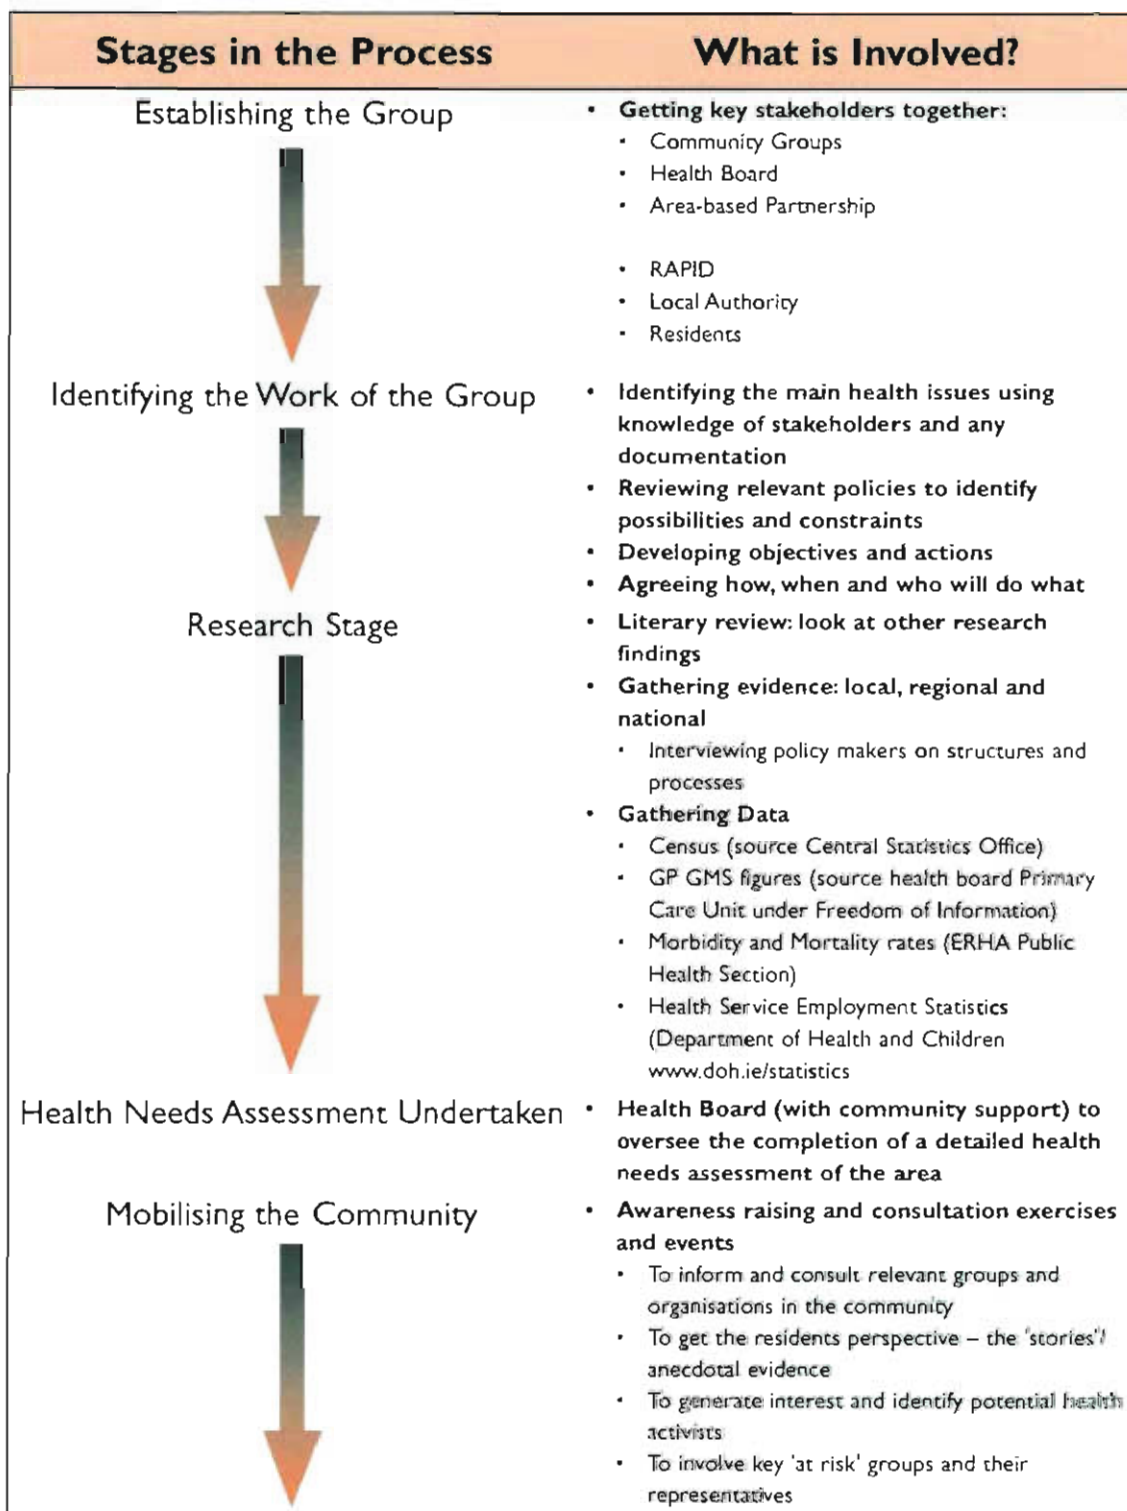 Stages in the Process
What is Involved?
Establishing the Group
• Getting key stakeholders together:
• Community Groups
• Health Board
• Area-based Partnership
• RAPID
• Local Authority
• Residents
Identifying the Work of the Group
• Identifying the main health issues using
knowledge of stakeholders and any
documentation
• Reviewing relevant policies to identify
possibilities and constraints
• Developing objectives and actions
• Agreeing how, when and who will do what
Research Stage
• Literary review: look at other research
findings
• Gathering evidence: local, regional and
national
• Interviewing policy makers on structures and
processes
• Gathering Data
• Census (source Central Statistics Office)
• GP GMS figures (source health board Primary
Care Unit under Freedom of Information)
• Morbidity and Mortality rates (ERHA Public
Health Section)
• Health Service Employment Statistics
(Department of Health and Children
www.doh.ie/statistics
Health Needs Assessment Undertaken
• Health Board (with community support) to
oversee the completion of a detailed health
needs assessment of the area
Mobilising the Community
• Awareness raising and consultation exercises
and events
• To inform and consult relevant groups and
organisations in the community
• To get the residents perspective – the 'stories'/
anecdotal evidence
• To generate interest and identify potential health
activists
• To involve key 'at risk' groups and their
representatives